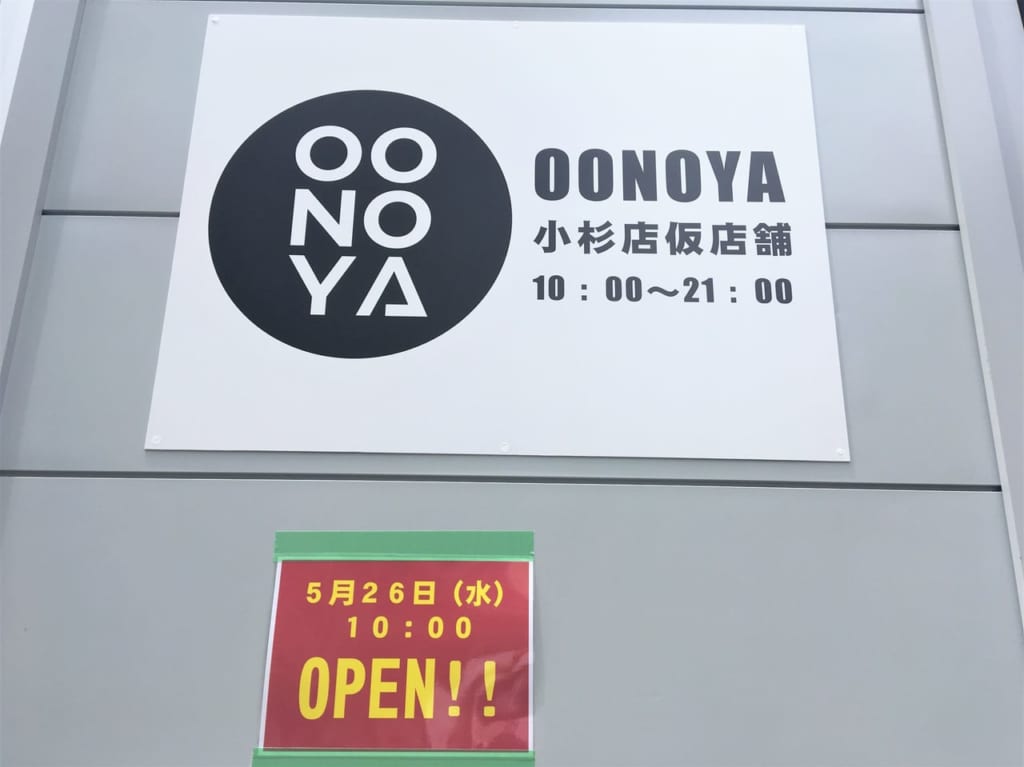 OO
NO
YA
OONOYA
小杉店仮店舗
10：00～21：00
5月26日（水）
10：00
OPEN!!